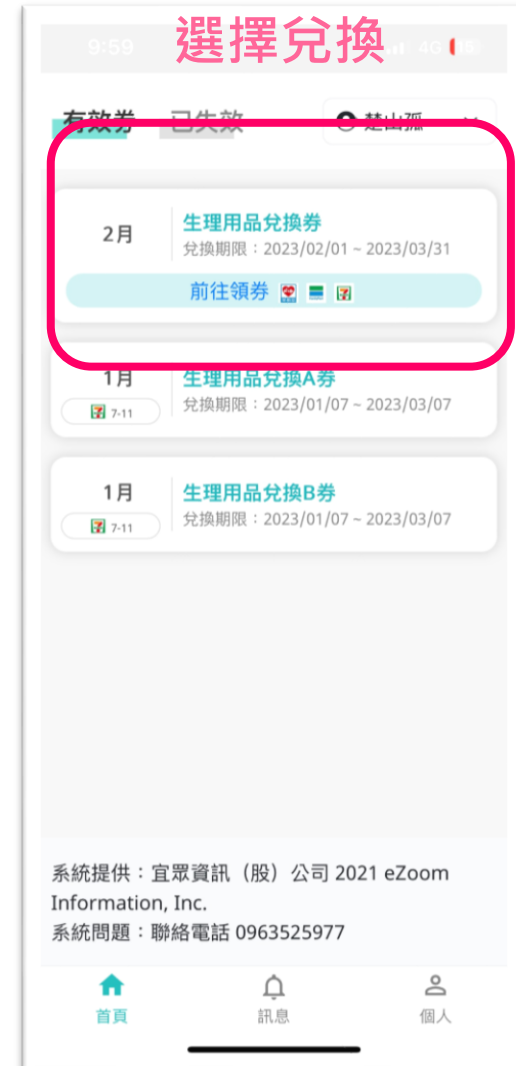 選擇兌換
9:59
4G
有效券 已失效 楚山孤
2月
生理用品兌換券
兌換期限：2023/02/01 ~ 2023/03/31
前往領券
1月
7-11
生理用品兌換A券
兌換期限：2023/01/07 ~ 2023/03/07
1月
7-11
生理用品兌換B券
兌換期限：2023/01/07 ~ 2023/03/07
系統提供：宜眾資訊（股）公司 2021 eZoom
Information, Inc.
系統問題：聯絡電話 0963525977
首頁 訊息 個人